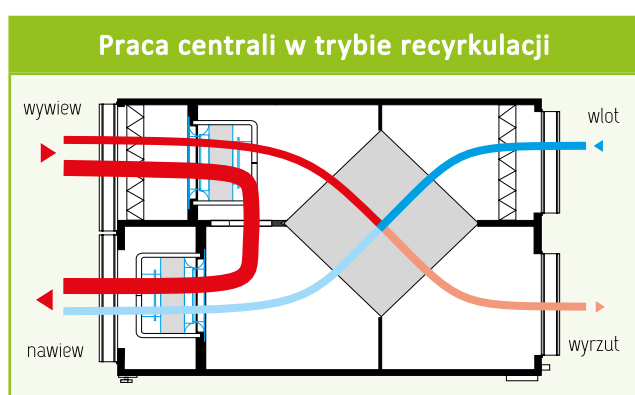 Praca centrali w trybie recyrkulacji
wywiew
wlot
nawiew
wyrzut